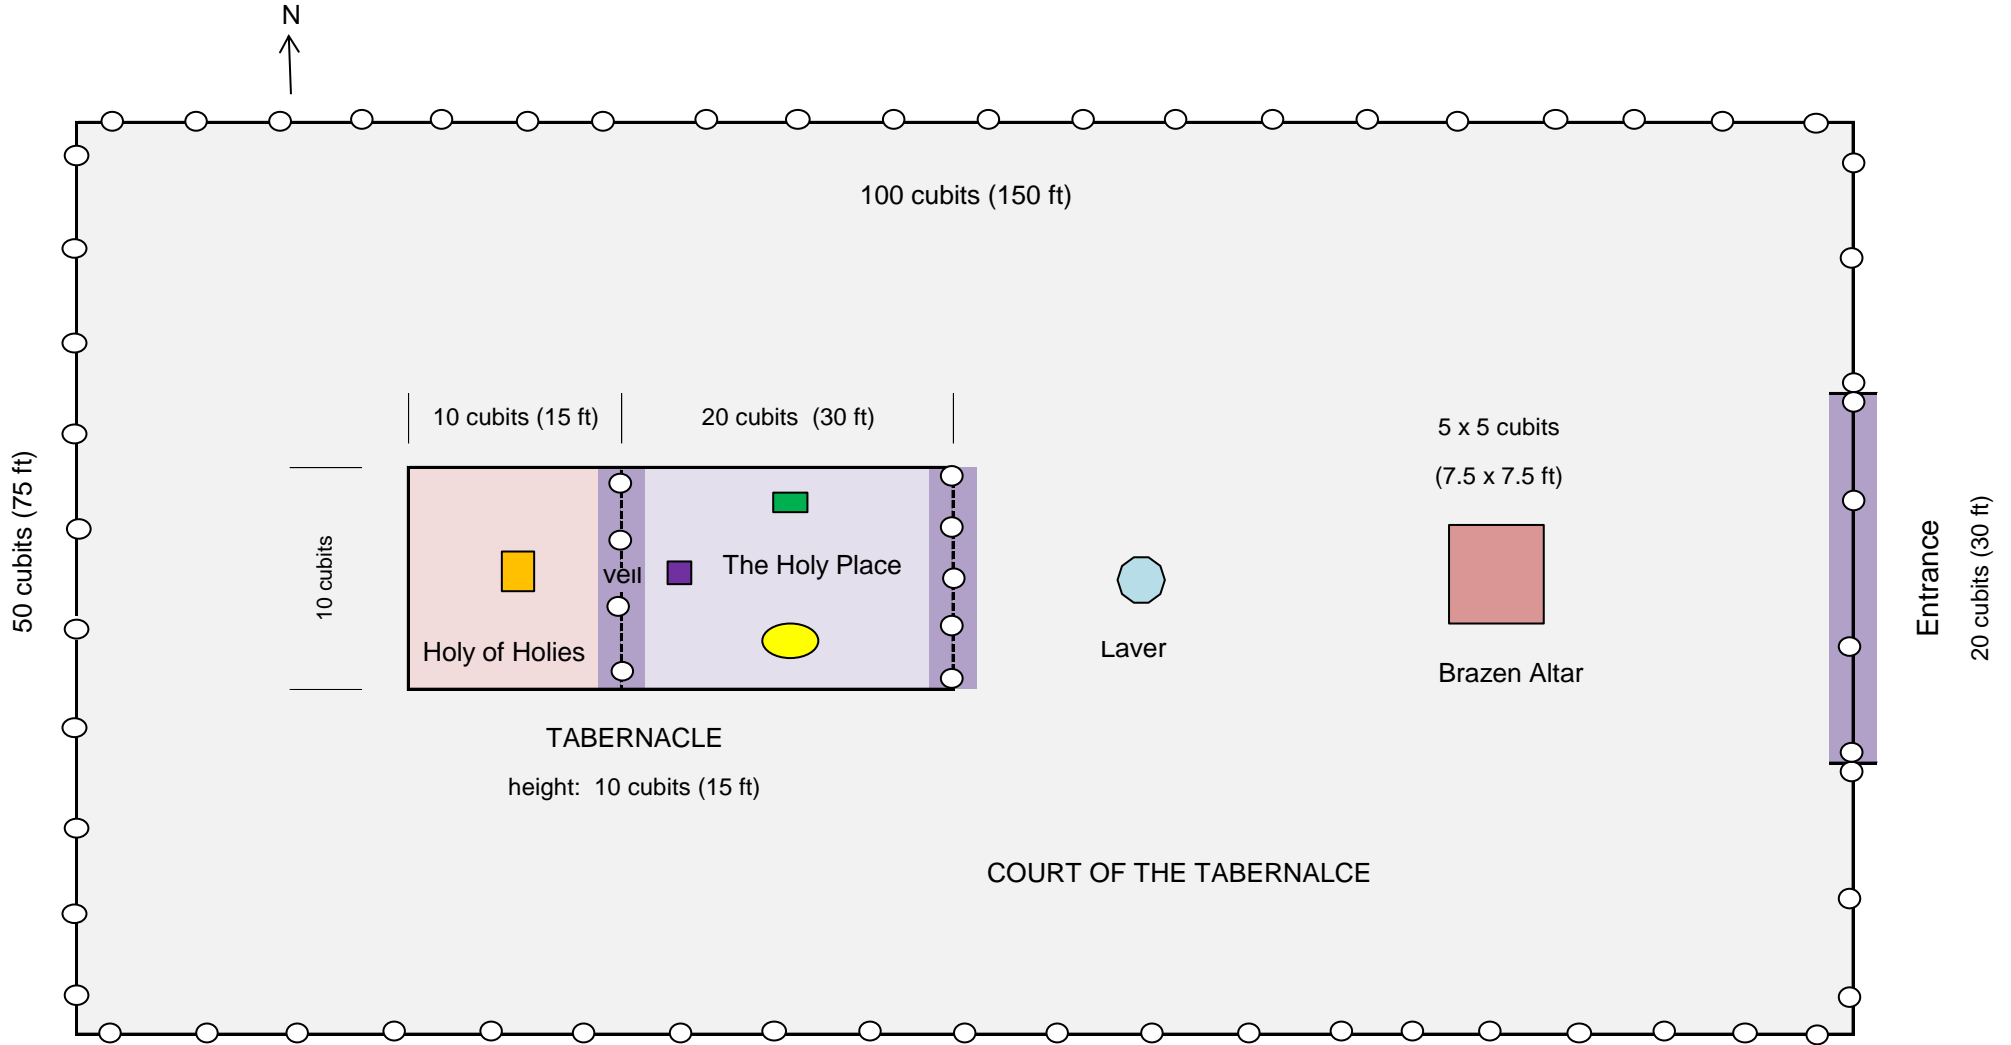 N
100 cubits (150 ft)
10 cubits (15 ft)
20 cubits (30 ft)
5 x 5 cubits
(7.5 x 7.5 ft)
50 cubits (75 ft)
10 cubits
veil
The Holy Place
Holy of Holies
Laver
Brazen Altar
Entrance
20 cubits (30 ft)
TABERNACLE
height: 10 cubits (15 ft)
COURT OF THE TABERNALCE